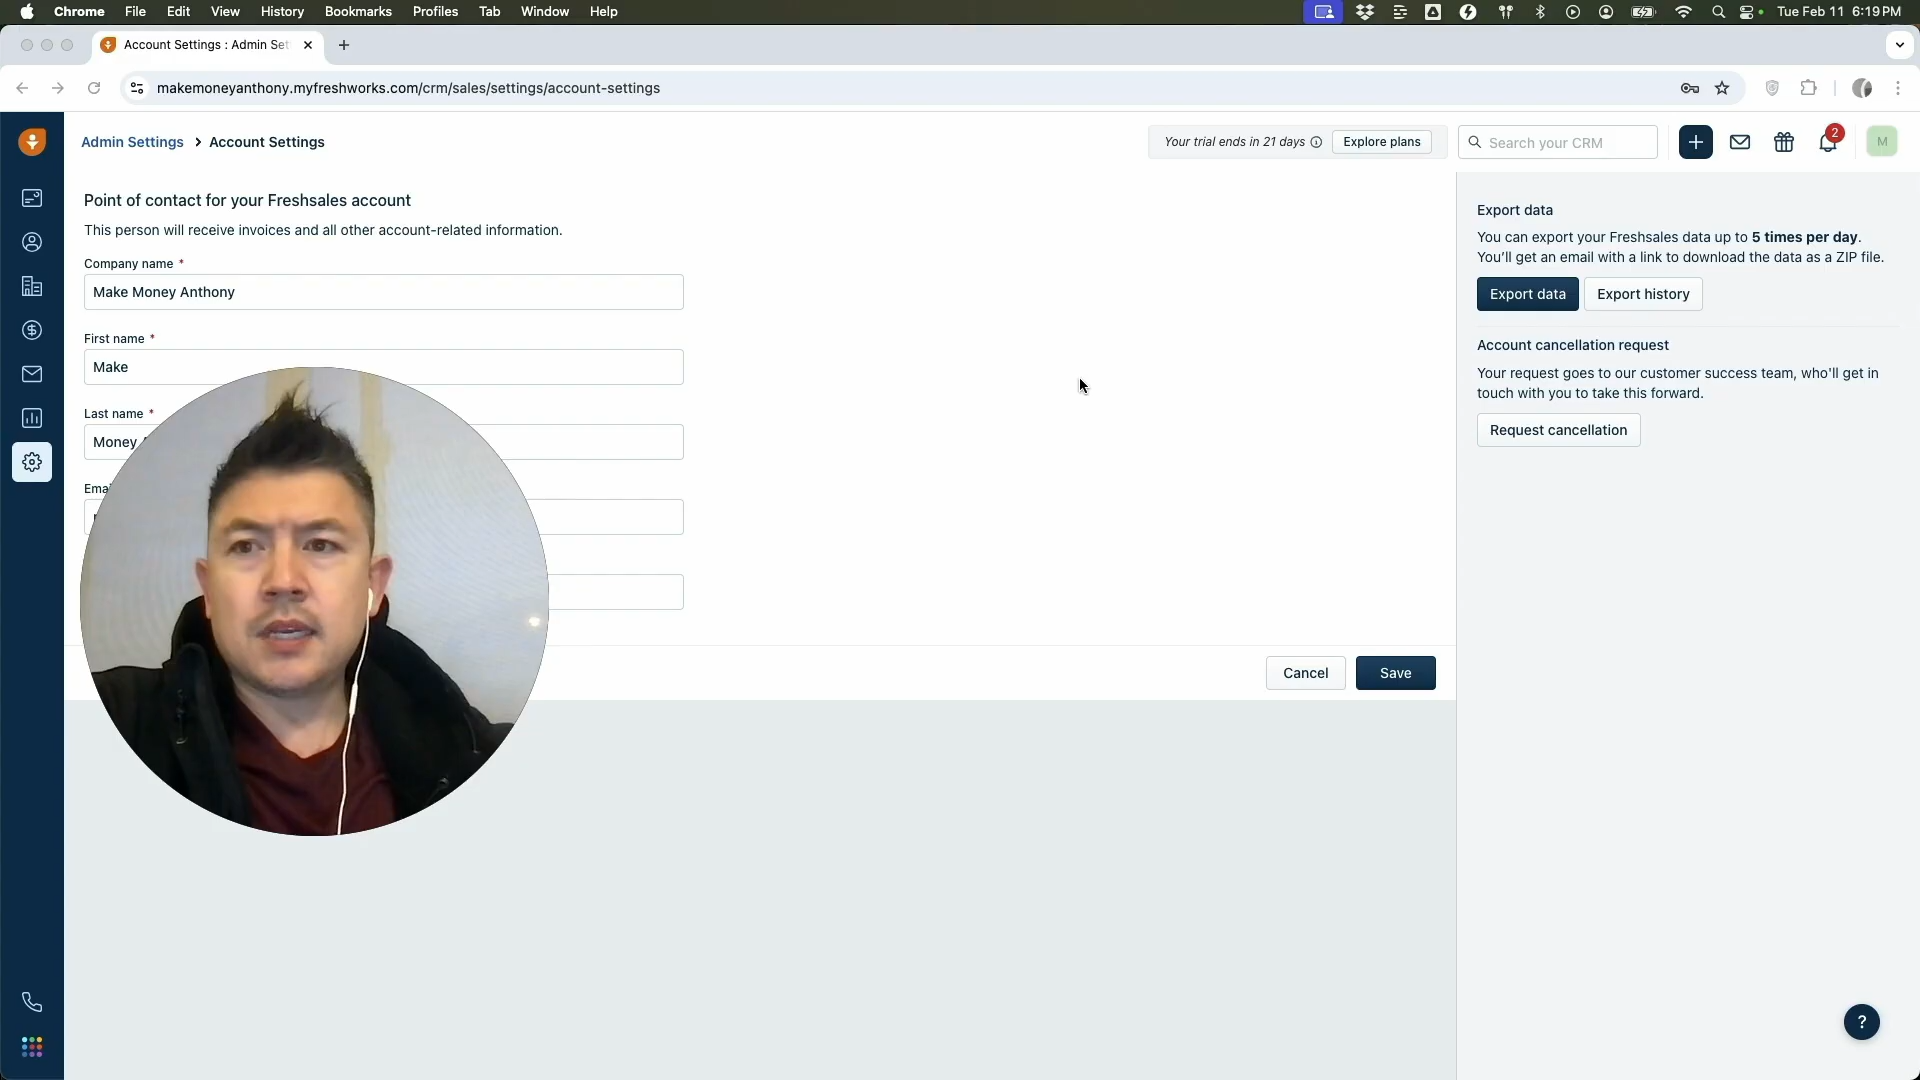 Chrome File Edit View History Bookmarks Profiles Tab Window Help Tue Feb 11 6:19 PM
Account Settings : Admin Set
makemoneyanthony.myfreshworks.com/crm/sales/settings/account-settings
Admin Settings > Account Settings
Your trial ends in 21 days
Explore plans
Search your CRM
2
M
Point of contact for your Freshsales account
This person will receive invoices and all other account-related information.
Company name *
Make Money Anthony
First name *
Make
Last name *
Money
Cancel
Save
Export data
You can export your Freshsales data up to 5 times per day.
You'll get an email with a link to download the data as a ZIP file.
Export data
Export history
Account cancellation request
Your request goes to our customer success team, who'll get in
touch with you to take this forward.
Request cancellation
?